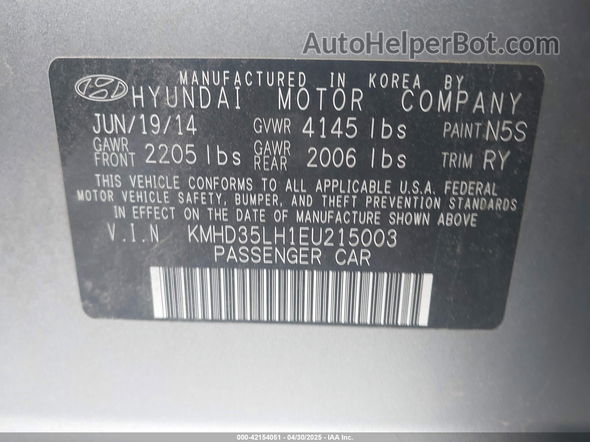 AutoHelperBot.com
MANUFACTURED IN KOREA BY
HYUNDAI MOTOR COMPANY
JUN/19/14 GVWR 4145 lbs PAINT N5S
GAWR FRONT 2205 lbs GAWR REAR 2006 lbs TRIM RY
THIS VEHICLE CONFORMS TO ALL APPLICABLE U.S.A. FEDERAL
MOTOR VEHICLE SAFETY, BUMPER, AND THEFT PREVENTION STANDARDS
IN EFFECT ON THE DATE OF MANUFACTURE SHOWN ABOVE.
V.I.N KMHD35LH1EU215003
PASSENGER CAR
000-42154051 - 04/30/2025 - IAA Inc.